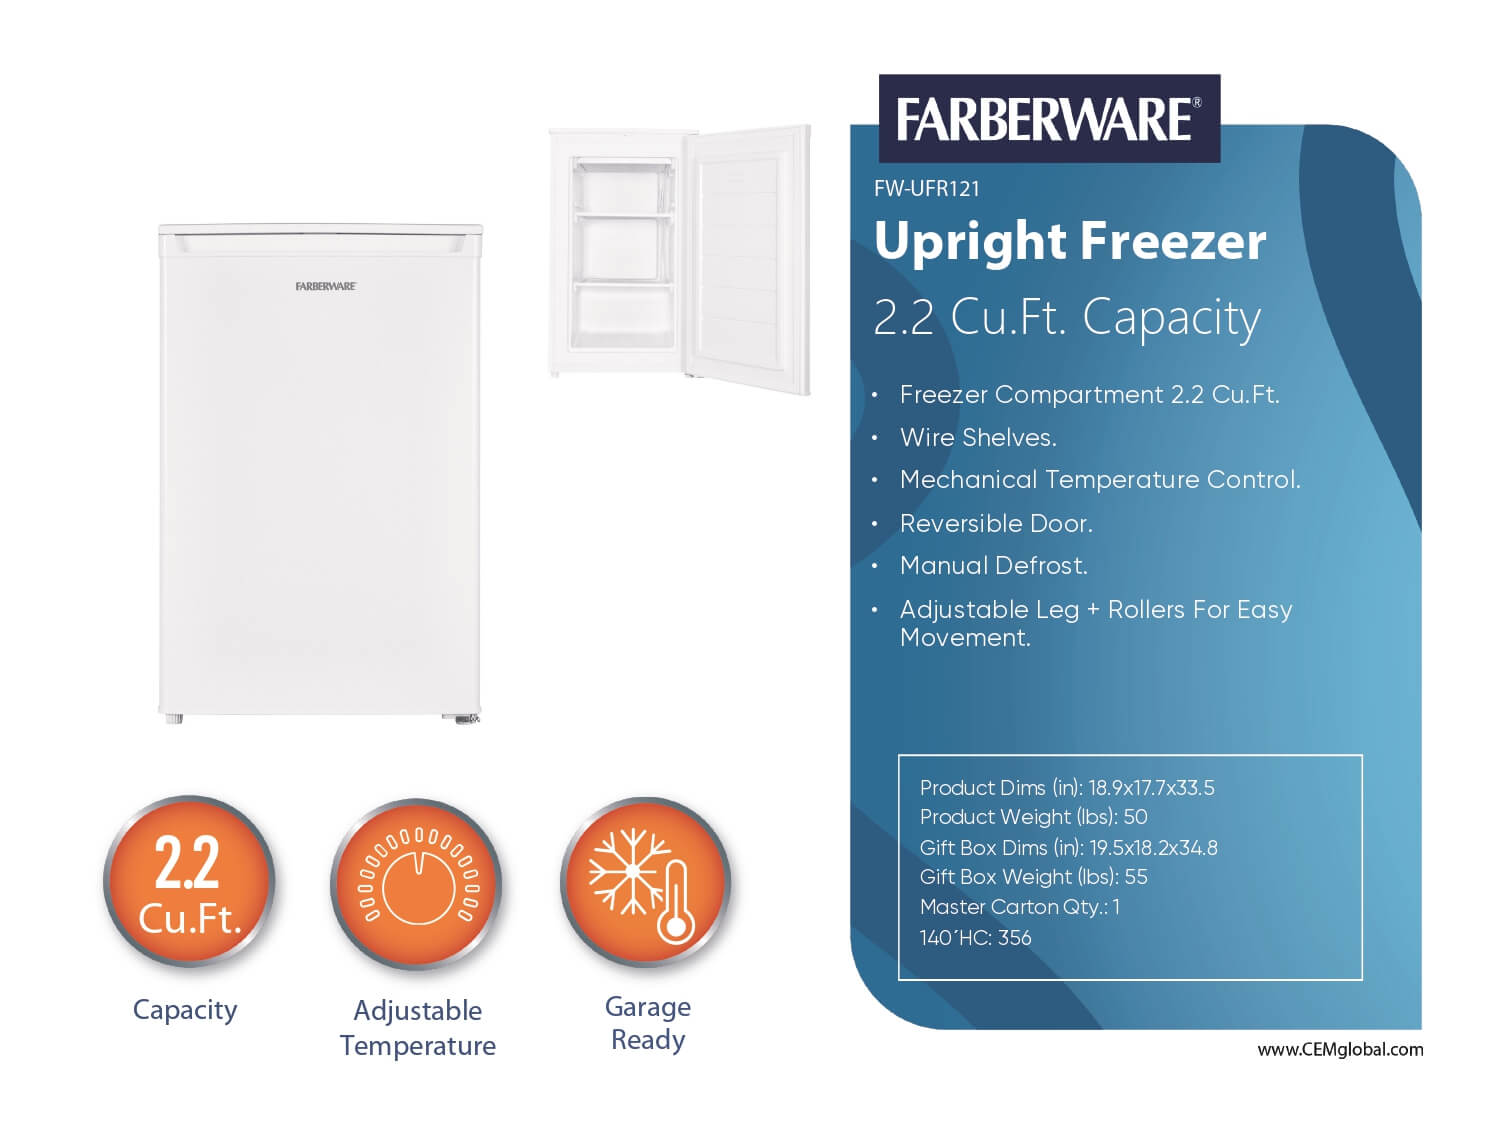 FARBERWARE®
FW-UFR121
Upright Freezer
2.2 Cu.Ft. Capacity
• Freezer Compartment 2.2 Cu.Ft.
• Wire Shelves.
• Mechanical Temperature Control.
• Reversible Door.
• Manual Defrost.
• Adjustable Leg + Rollers For Easy
Movement.
Product Dims (in): 18.9x17.7x33.5
Product Weight (lbs): 50
Gift Box Dims (in): 19.5x18.2x34.8
Gift Box Weight (lbs): 55
Master Carton Qty.: 1
140´HC: 356
www.CEMglobal.com
FARBERWARE
2.2
Cu.Ft.
Capacity
Adjustable
Temperature
Garage
Ready